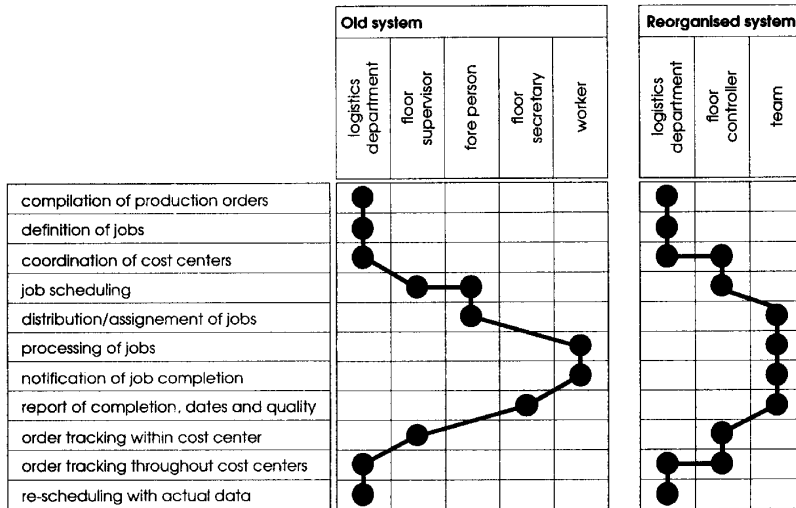 Old system
Reorganised system
logistics
department
floor
supervisor
fore person
floor
secretary
worker
logistics
department
floor
controller
team
compilation of production orders
definition of jobs
coordination of cost centers
job scheduling
distribution/assignement of jobs
processing of jobs
notification of job completion
report of completion, dates and quality
order tracking within cost center
order tracking throughout cost centers
re-scheduling with actual data